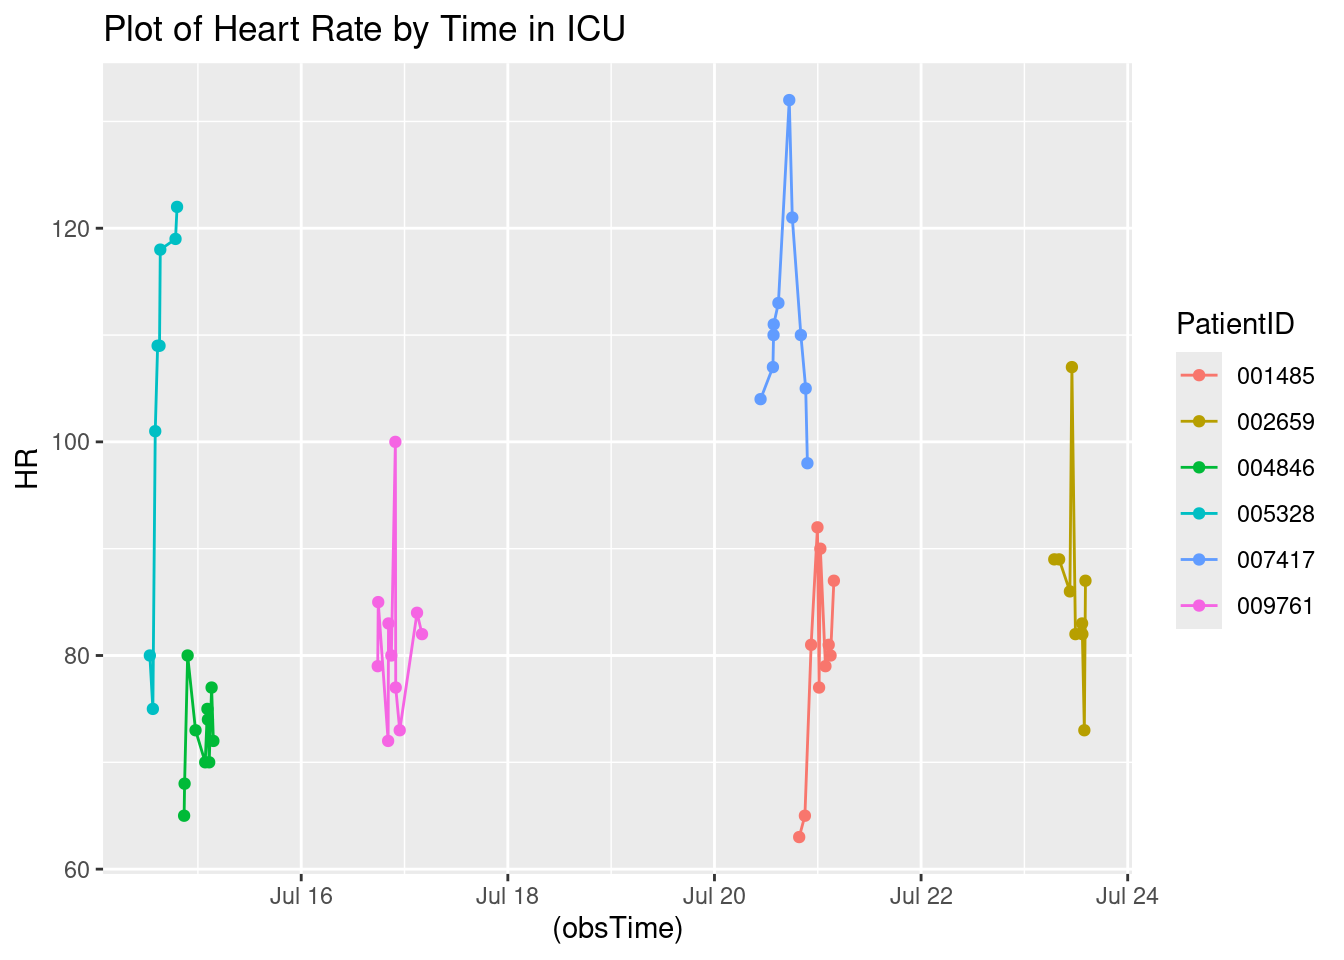 Plot of Heart Rate by Time in ICU
120
100
80
60
HR
Jul 16
Jul 18
Jul 20
Jul 22
Jul 24
(obsTime)
PatientID
001485
002659
004846
005328
007417
009761